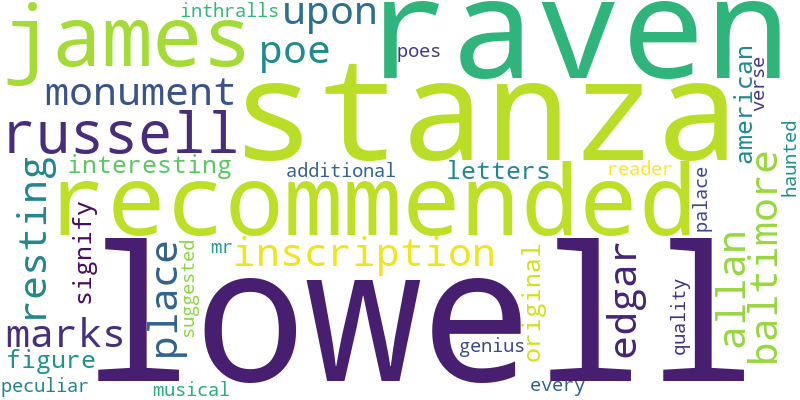 inthralls
upon
raven
james
poe
poes
stanza
american
verse
haunted
monument
russell
interesting
additional
letters
reader
recommended
resting
signify
palace
baltimore
allan
lowell
mr
inscription
place
suggested
original
edgar
quality
marks
figure
genius
peculiar
musical
every